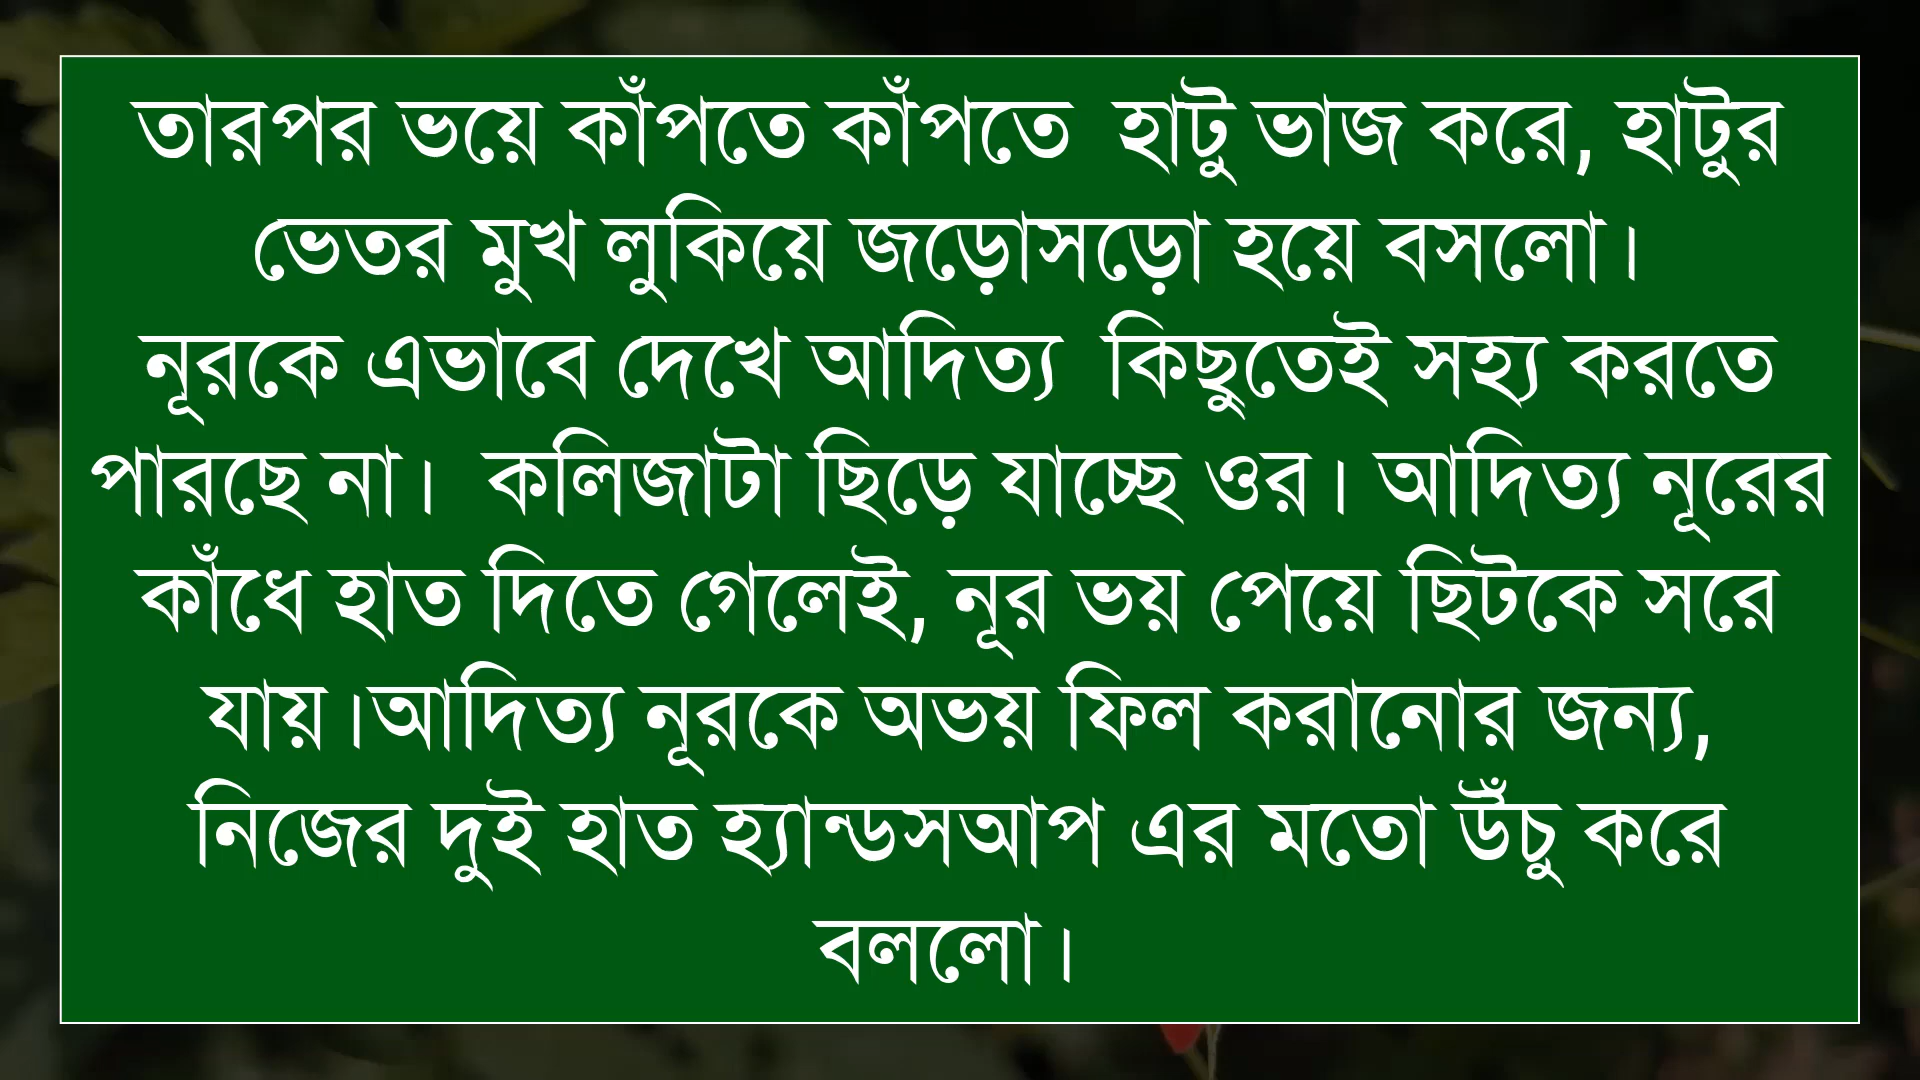 তারপর ভয়ে কাঁপতে কাঁপতে  হাটু ভাজ করে, হাটুর
ভেতর মুখ লুকিয়ে জড়োসড়ো হয়ে বসলো।
নূরকে এভাবে দেখে আদিত্য  কিছুতেই সহ্য করতে
পারছে না।  কলিজাটা ছিড়ে যাচ্ছে ওর। আদিত্য নূরের
কাঁধে হাত দিতে গেলেই, নূর ভয় পেয়ে ছিটকে সরে
যায়।আদিত্য নূরকে অভয় ফিল করানোর জন্য,
নিজের দুই হাত হ্যান্ডসআপ এর মতো উঁচু করে
বললো।